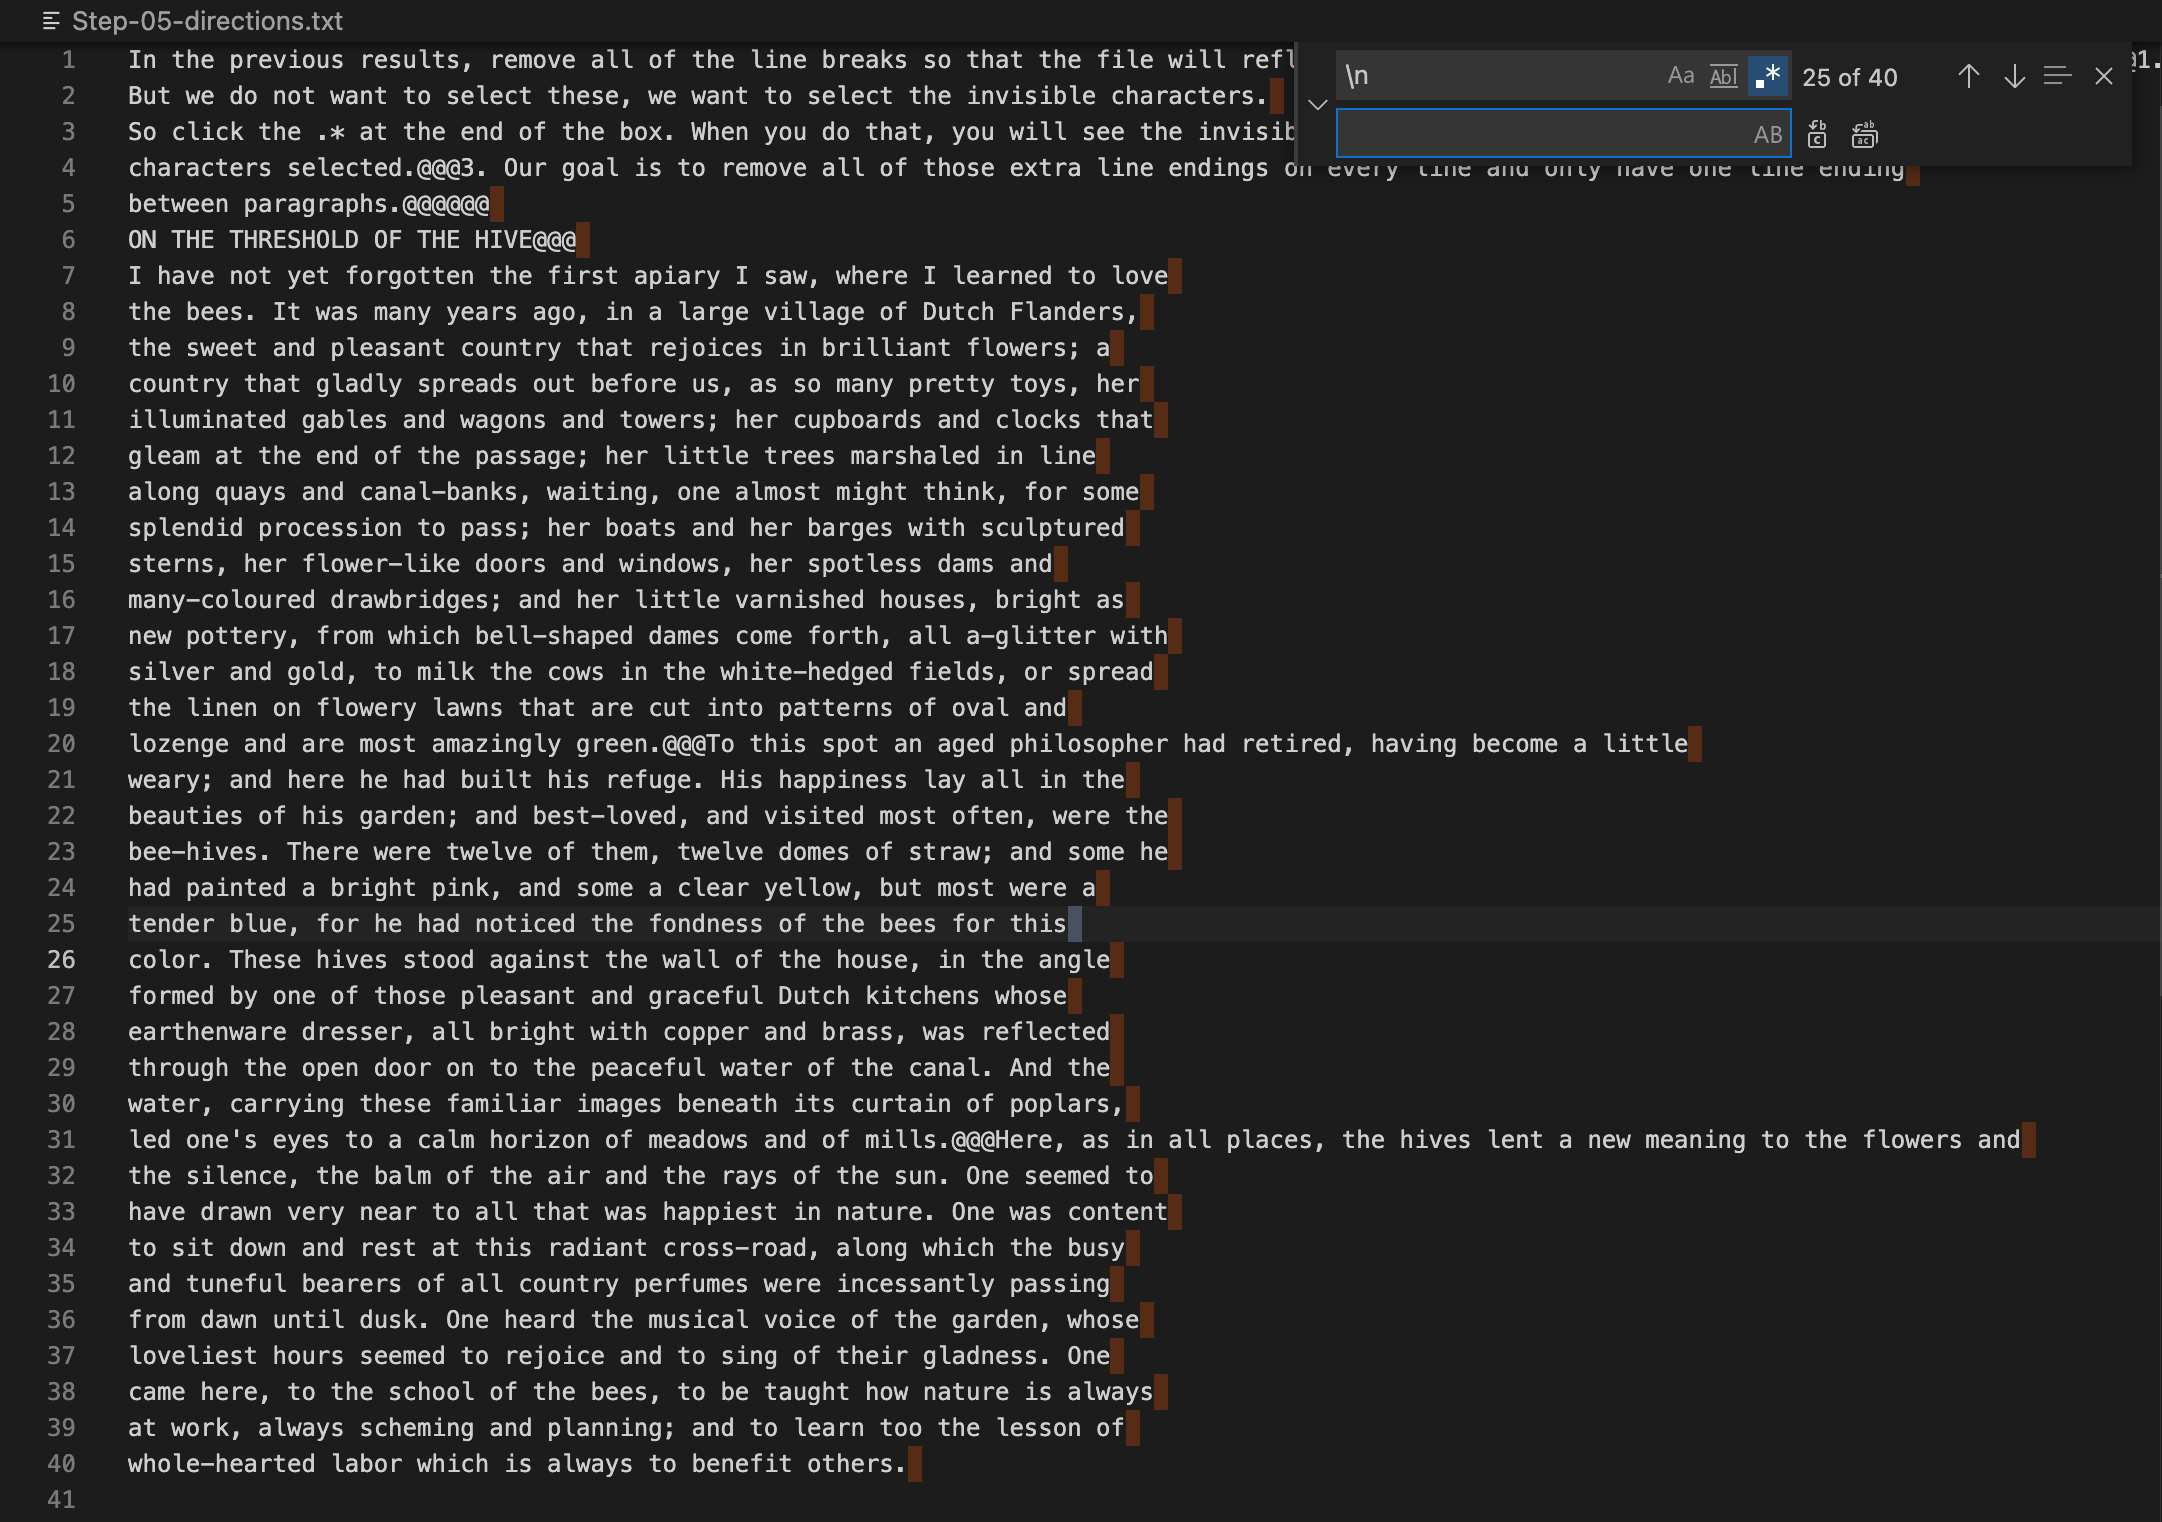 Step-05-directions.txt
\n
Aa Abl .* 25 of 40
AB
1 In the previous results, remove all of the line breaks so that the file will refl
2 But we do not want to select these, we want to select the invisible characters.
3 So click the .* at the end of the box. When you do that, you will see the invisib
4 characters selected.@@@3. Our goal is to remove all of those extra line endings on every line and only have one line ending
5 between paragraphs.@@@@@@
6 ON THE THRESHOLD OF THE HIVE@@@
7 I have not yet forgotten the first apiary I saw, where I learned to love
8 the bees. It was many years ago, in a large village of Dutch Flanders,
9 the sweet and pleasant country that rejoices in brilliant flowers; a
10 country that gladly spreads out before us, as so many pretty toys, her
11 illuminated gables and wagons and towers; her cupboards and clocks that
12 gleam at the end of the passage; her little trees marshaled in line
13 along quays and canal-banks, waiting, one almost might think, for some
14 splendid procession to pass; her boats and her barges with sculptured
15 sterns, her flower-like doors and windows, her spotless dams and
16 many-coloured drawbridges; and her little varnished houses, bright as
17 new pottery, from which bell-shaped dames come forth, all a-glitter with
18 silver and gold, to milk the cows in the white-hedged fields, or spread
19 the linen on flowery lawns that are cut into patterns of oval and
20 lozenge and are most amazingly green.@@@To this spot an aged philosopher had retired, having become a little
21 weary; and here he had built his refuge. His happiness lay all in the
22 beauties of his garden; and best-loved, and visited most often, were the
23 bee-hives. There were twelve of them, twelve domes of straw; and some he
24 had painted a bright pink, and some a clear yellow, but most were a
25 tender blue, for he had noticed the fondness of the bees for this
26 color. These hives stood against the wall of the house, in the angle
27 formed by one of those pleasant and graceful Dutch kitchens whose
28 earthenware dresser, all bright with copper and brass, was reflected
29 through the open door on to the peaceful water of the canal. And the
30 water, carrying these familiar images beneath its curtain of poplars,
31 led one's eyes to a calm horizon of meadows and of mills.@@@Here, as in all places, the hives lent a new meaning to the flowers and
32 the silence, the balm of the air and the rays of the sun. One seemed to
33 have drawn very near to all that was happiest in nature. One was content
34 to sit down and rest at this radiant cross-road, along which the busy
35 and tuneful bearers of all country perfumes were incessantly passing
36 from dawn until dusk. One heard the musical voice of the garden, whose
37 loveliest hours seemed to rejoice and to sing of their gladness. One
38 came here, to the school of the bees, to be taught how nature is always
39 at work, always scheming and planning; and to learn too the lesson of
40 whole-hearted labor which is always to benefit others.
41